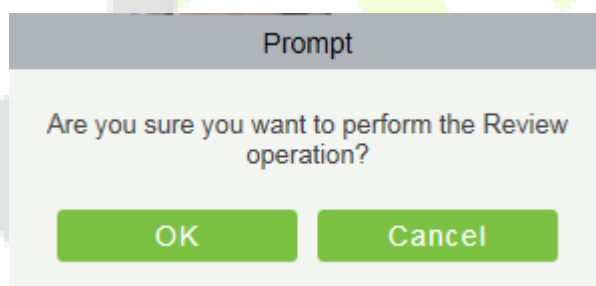 Prompt
Are you sure you want to perform the Review
operation?
OK
Cancel